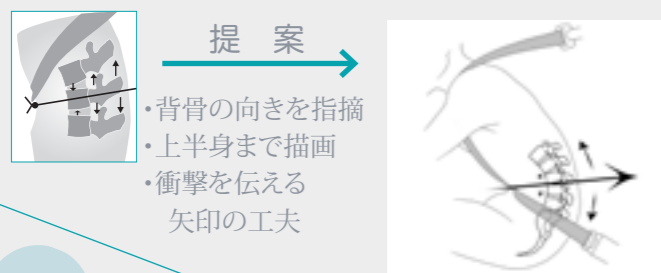 提 案
・背骨の向きを指摘
・上半身まで描画
・衝撃を伝える
矢印の工夫